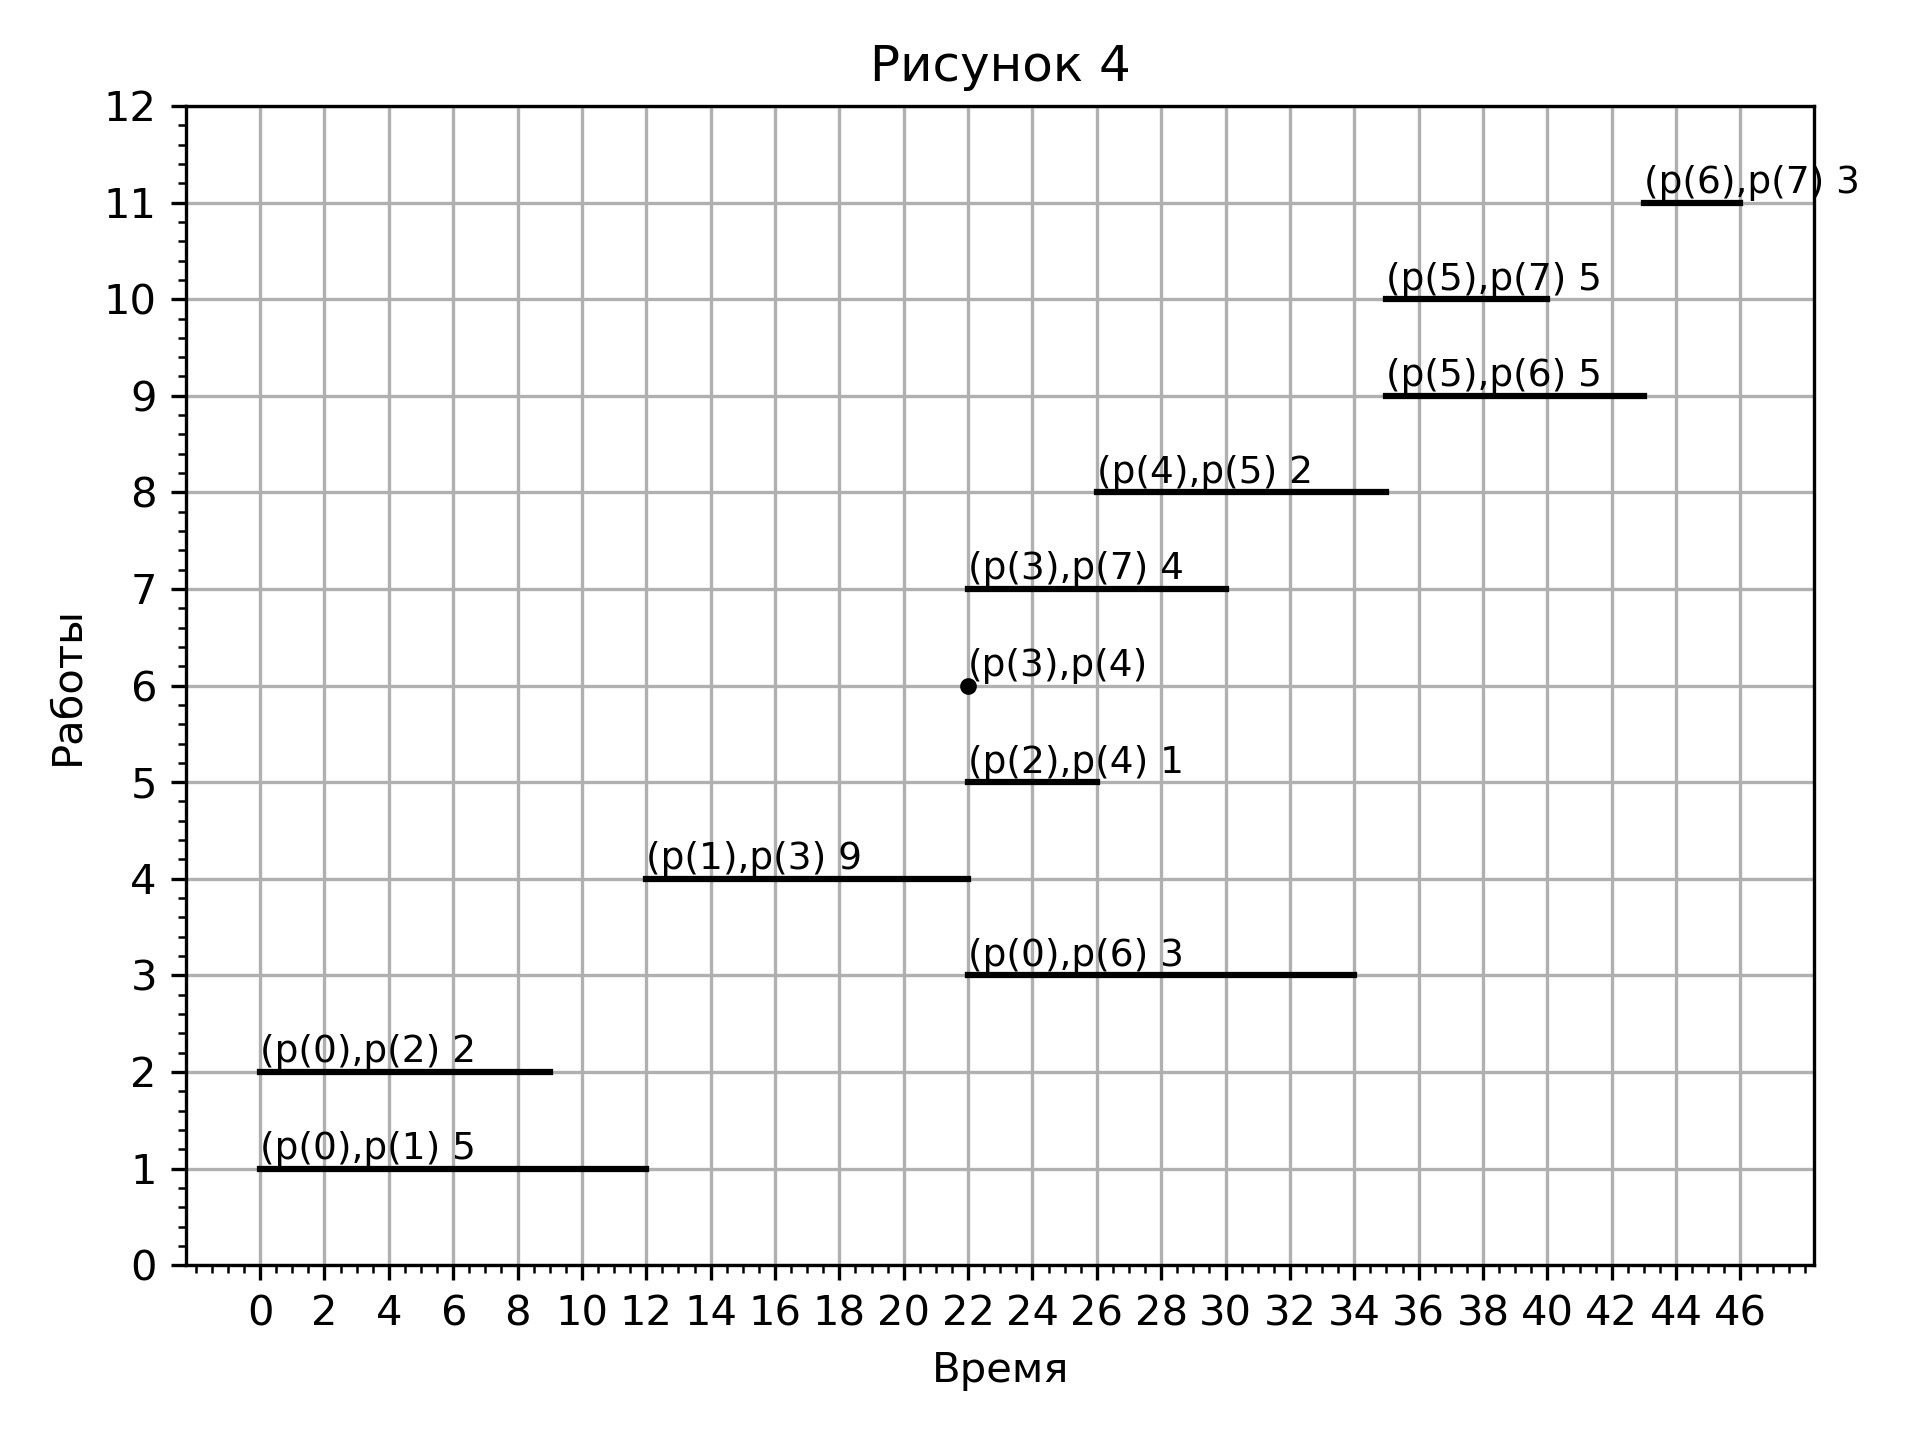 Рисунок 4
12
11
10
9
8
7
6
5
4
3
2
1
0
Работы
(p(6),p(7) 3
(p(5),p(7) 5
(p(5),p(6) 5
(p(4),p(5) 2
(p(3),p(7) 4
(p(3),p(4)
(p(2),p(4) 1
(p(1),p(3) 9
(p(0),p(6) 3
(p(0),p(2) 2
(p(0),p(1) 5
0 2 4 6 8 10 12 14 16 18 20 22 24 26 28 30 32 34 36 38 40 42 44 46
Время